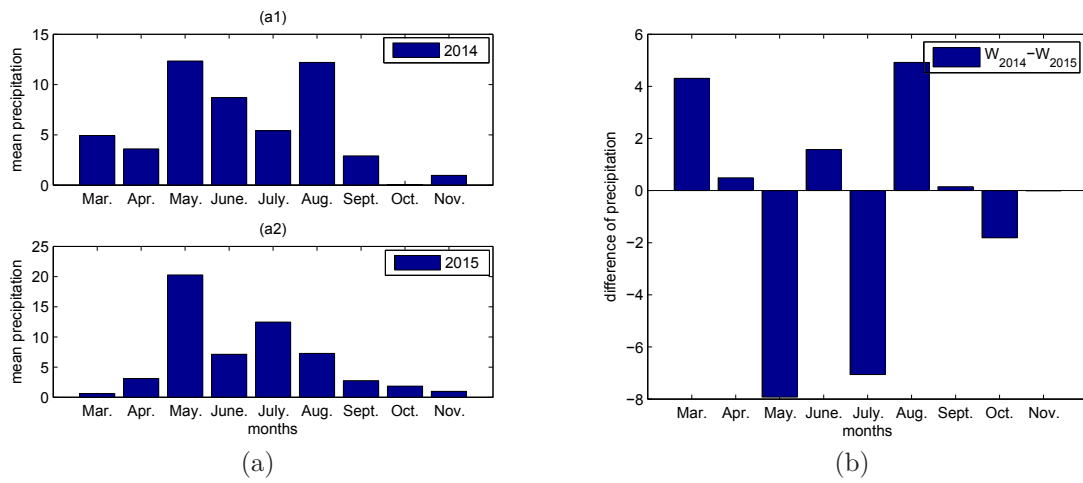 (a1)
15
10
5
0
mean precipitation
2014
Mar. Apr. May. June. July. Aug. Sept. Oct. Nov.
(a2)
25
20
15
10
5
0
mean precipitation
2015
Mar. Apr. May. June. July. Aug. Sept. Oct. Nov.
months
(a)
6
4
2
0
−2
−4
−6
−8
difference of precipitation
W2014−W2015
Mar. Apr. May. June. July. Aug. Sept. Oct. Nov.
months
(b)